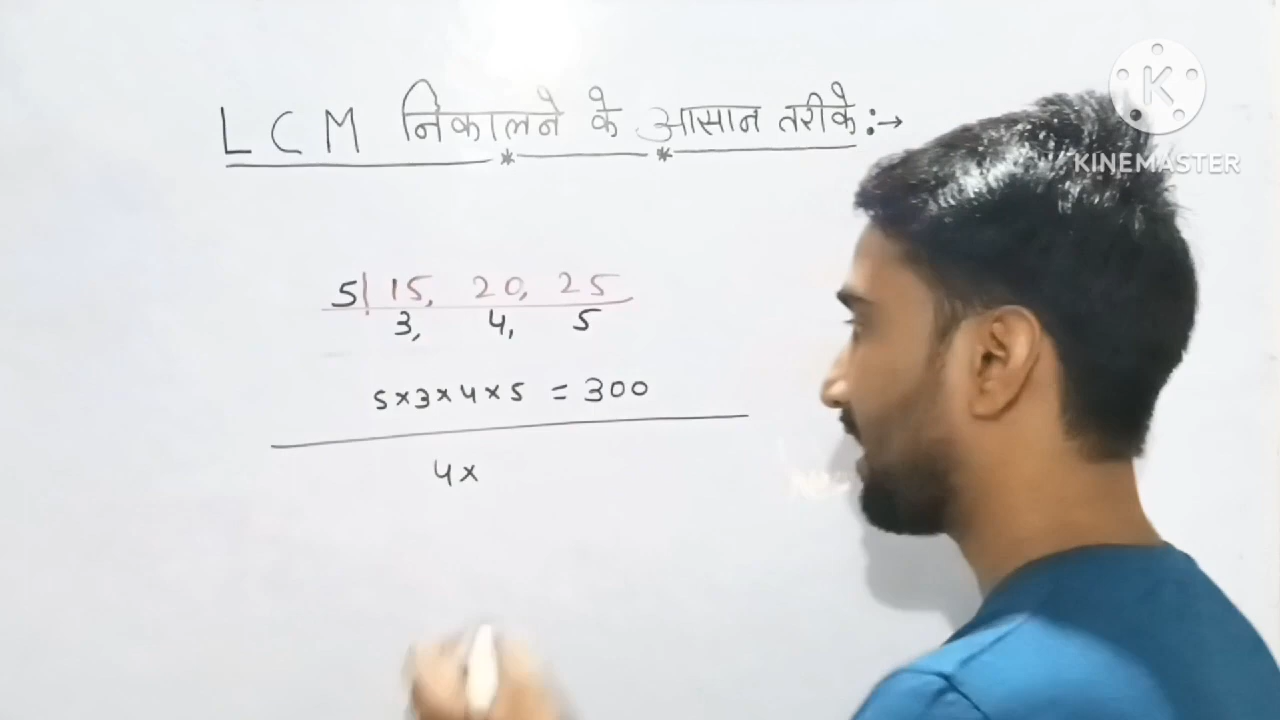 LCM निकालने के आसान तरीके :→
5| 15, 20, 25
3, 4, 5
5×3×4×5 = 300
4×
K
KINEMASTER